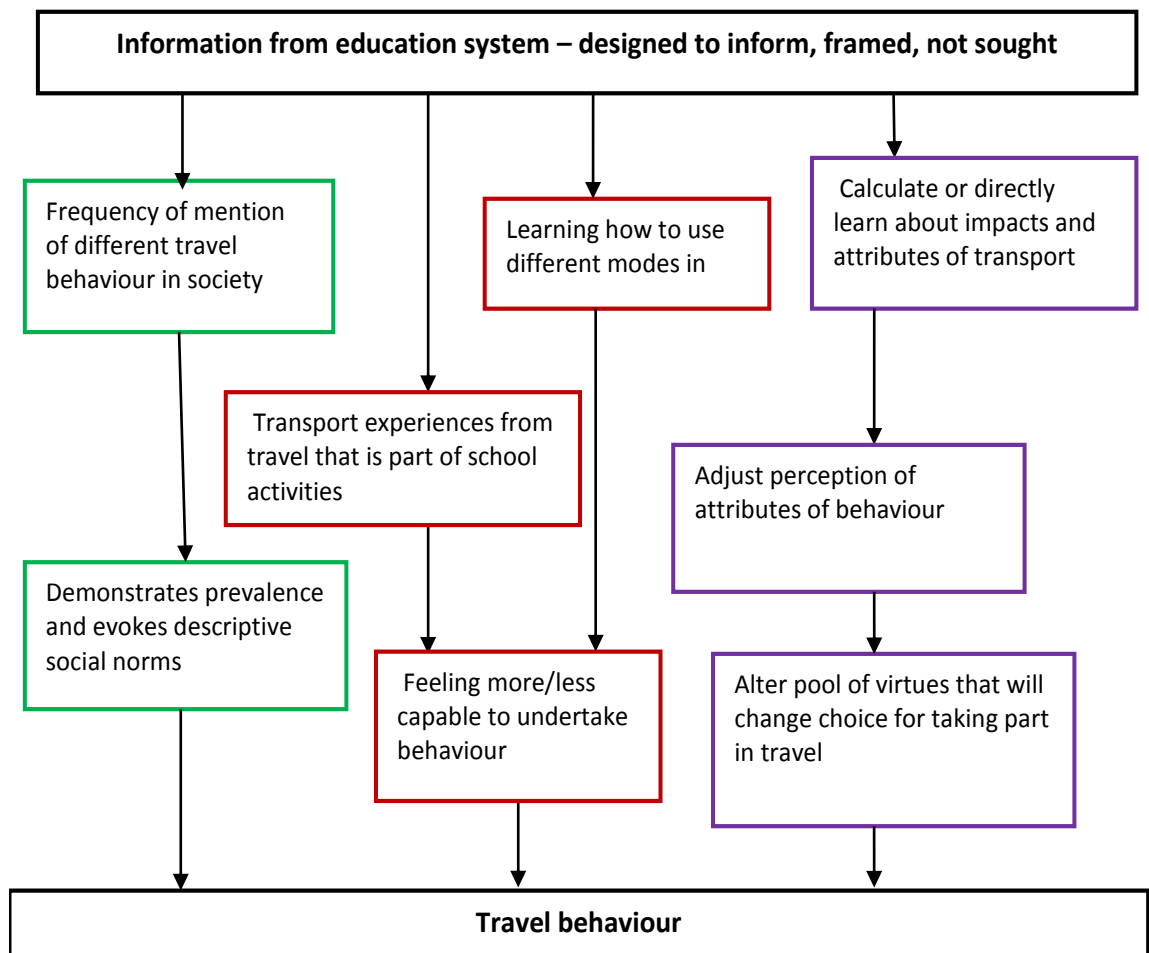 Information from education system – designed to inform, framed, not sought
Frequency of mention
of different travel
behaviour in society
Learning how to use
different modes in
Calculate or directly
learn about impacts and
attributes of transport
Transport experiences from
travel that is part of school
activities
Adjust perception of
attributes of behaviour
Demonstrates prevalence
and evokes descriptive
social norms
Feeling more/less
capable to undertake
behaviour
Alter pool of virtues that will
change choice for taking part
in travel
Travel behaviour